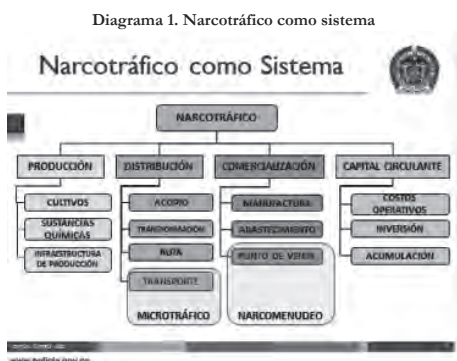 Diagrama 1. Narcotráfico como sistema
Narcotráfico como Sistema
NARCOTRÁFICO
PRODUCCIÓN
DISTRIBUCIÓN
COMERCIALIZACIÓN
CAPITAL CIRCULANTE
CULTIVOS
ACOPIO
MANUFACTURA
COSTOS
OPERATIVOS
SUSTANCIAS
QUÍMICAS
TRANSFORMACIÓN
ABASTECIMIENTO
INVERSIÓN
INFRAESTRUCTURA
DE PRODUCCIÓN
RUTA
PUNTO DE VENTA
ACUMULACIÓN
TRANSPORTE
MICROTRÁFICO
NARCOMENUDEO